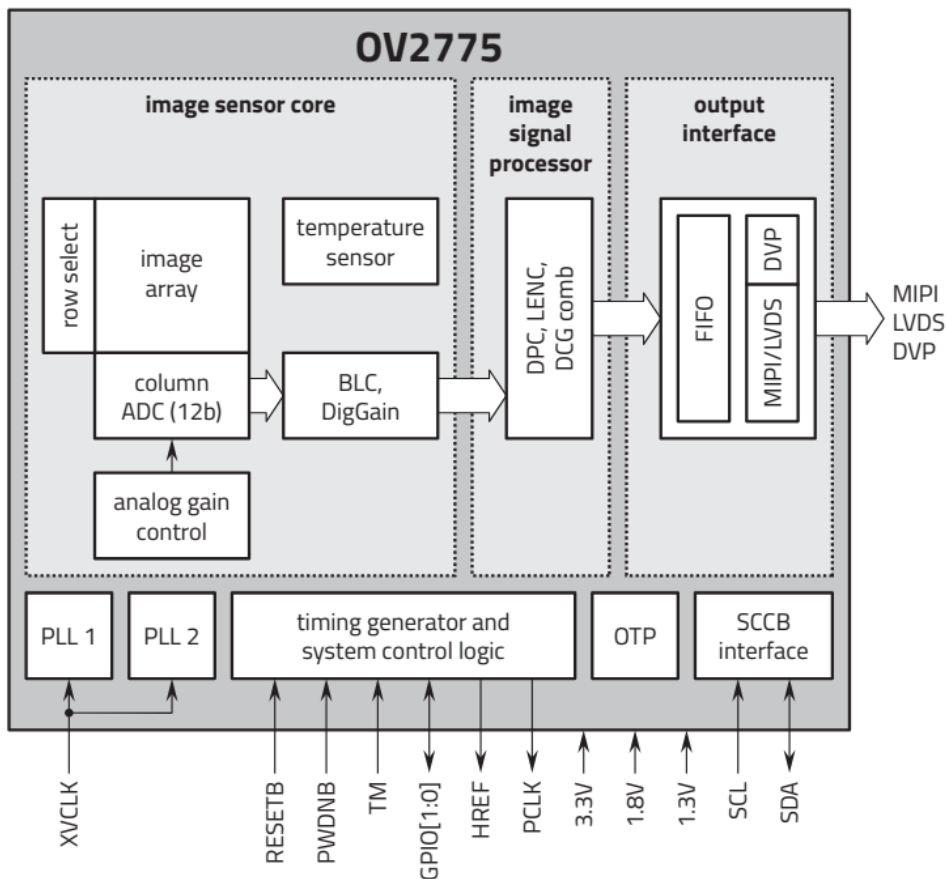 OV2775
image sensor core
image
signal
processor
output
interface
row select
image
array
temperature
sensor
column
ADC (12b)
BLC,
DigGain
analog gain
control
DPC, LENC,
DCG comb
FIFO
DVP
MIPI/LVDS
MIPI
LVDS
DVP
PLL 1
PLL 2
timing generator and
system control logic
OTP
SCCB
interface
XVCLK
RESETB
PWDNB
TM
GPIO[1:0]
HREF
PCLK
3.3V
1.8V
1.3V
SCL
SDA